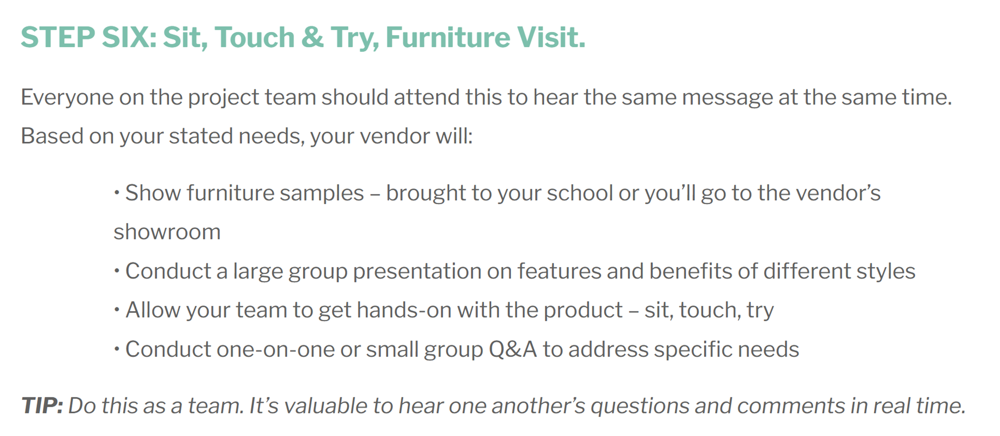 STEP SIX: Sit, Touch & Try, Furniture Visit.
Everyone on the project team should attend this to hear the same message at the same time.
Based on your stated needs, your vendor will:
• Show furniture samples – brought to your school or you’ll go to the vendor’s
showroom
• Conduct a large group presentation on features and benefits of different styles
• Allow your team to get hands-on with the product – sit, touch, try
• Conduct one-on-one or small group Q&A to address specific needs
TIP: Do this as a team. It’s valuable to hear one another’s questions and comments in real time.